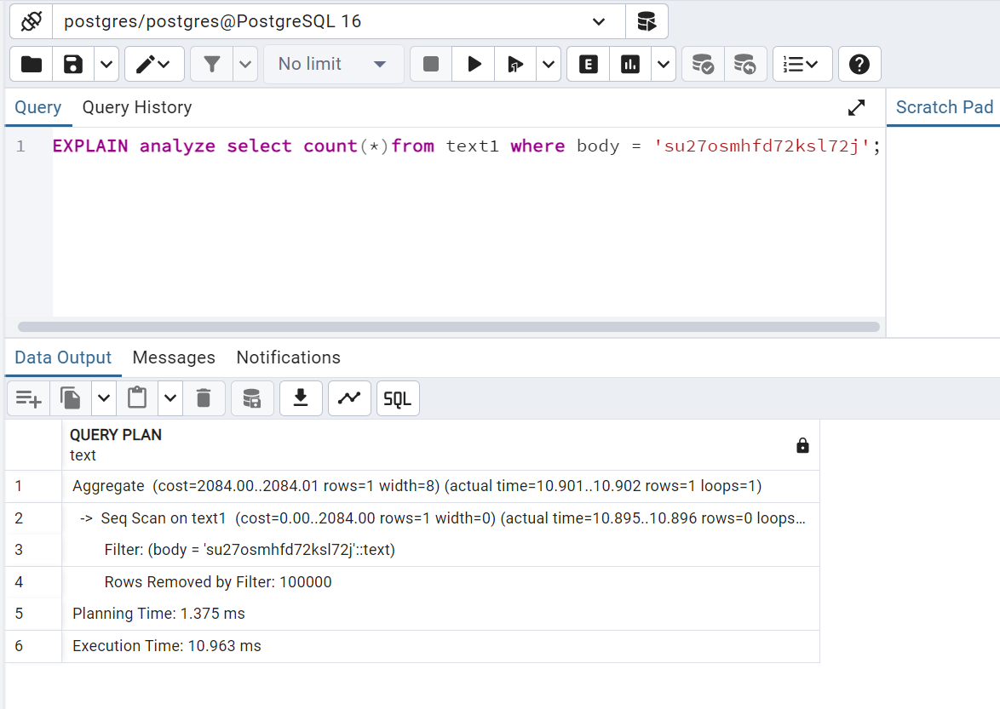 postgres/postgres@PostgreSQL 16
No limit
E
Query Query History Scratch Pad
1 EXPLAIN analyze select count(*)from text1 where body = 'su27osmhfd72ksl72j';
Data Output Messages Notifications
SQL
QUERY PLAN
text
1 Aggregate (cost=2084.00..2084.01 rows=1 width=8) (actual time=10.901..10.902 rows=1 loops=1)
2 -> Seq Scan on text1 (cost=0.00..2084.00 rows=1 width=0) (actual time=10.895..10.896 rows=0 loops...
3 Filter: (body = 'su27osmhfd72ksl72j'::text)
4 Rows Removed by Filter: 100000
5 Planning Time: 1.375 ms
6 Execution Time: 10.963 ms